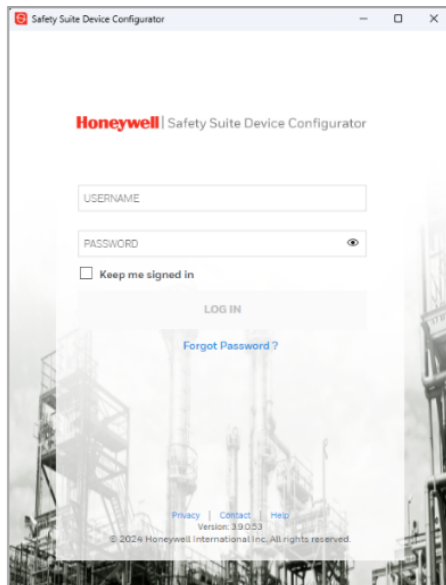 Safety Suite Device Configurator
Honeywell | Safety Suite Device Configurator
USERNAME
PASSWORD
Keep me signed in
LOG IN
Forgot Password ?
Privacy | Contact | Help
Version: 3.9.0.53
© 2024 Honeywell International Inc. All rights reserved.